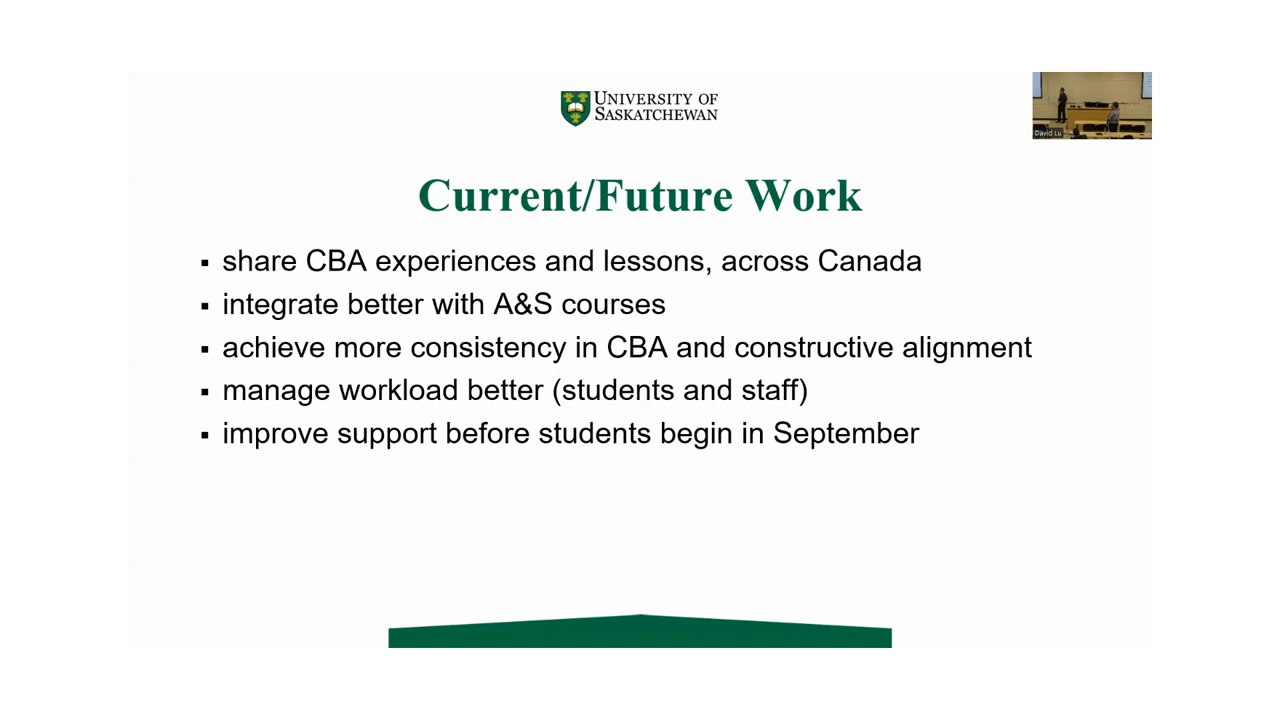 UNIVERSITY OF
SASKATCHEWAN
David Lu
Current/Future Work
▪ share CBA experiences and lessons, across Canada
▪ integrate better with A&S courses
▪ achieve more consistency in CBA and constructive alignment
▪ manage workload better (students and staff)
▪ improve support before students begin in September